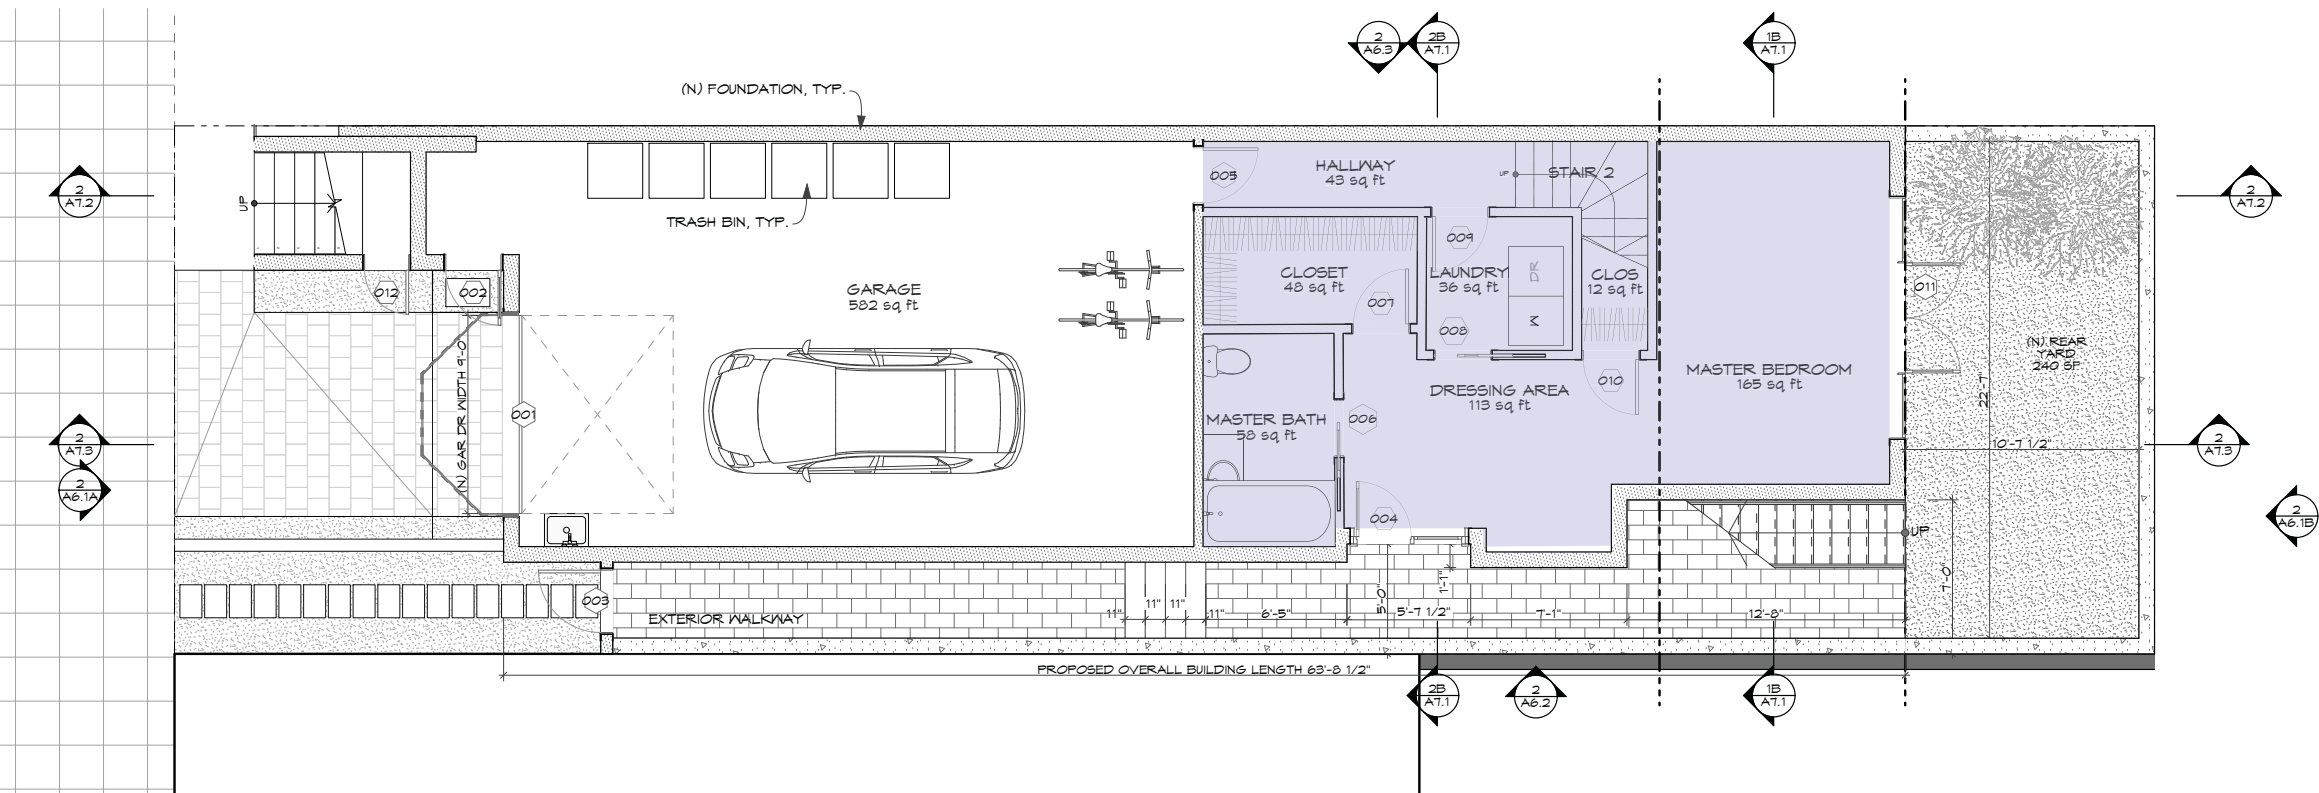 2
A6.3
2B
A7.1
1B
A7.1
(N) FOUNDATION, TYP.
HALLWAY
43 sq ft
005
UP
STAIR 2
2
A7.2
UP
TRASH BIN, TYP.
2
A7.2
009
CLOSET
48 sq ft
LAUNDRY
36 sq ft
DR
CLOS
12 sq ft
GARAGE
582 sq ft
012
002
007
011
W
008
(N) REAR
YARD
240 SF
22'-7"
(N) GAR DR WIDTH 9'-0
MASTER BEDROOM
165 sq ft
010
DRESSING AREA
113 sq ft
001
MASTER BATH
58 sq ft
006
2
A7.3
10'-7 1/2"
2
A7.3
2
A6.1A
004
2
A6.1B
UP
1'-1"
7'-0"
5'-0"
003
EXTERIOR WALKWAY
11"
11"
11"
11"
6'-5"
5'-7 1/2"
7'-1"
12'-8"
PROPOSED OVERALL BUILDING LENGTH 63'-8 1/2"
2B
A7.1
2
A6.2
1B
A7.1